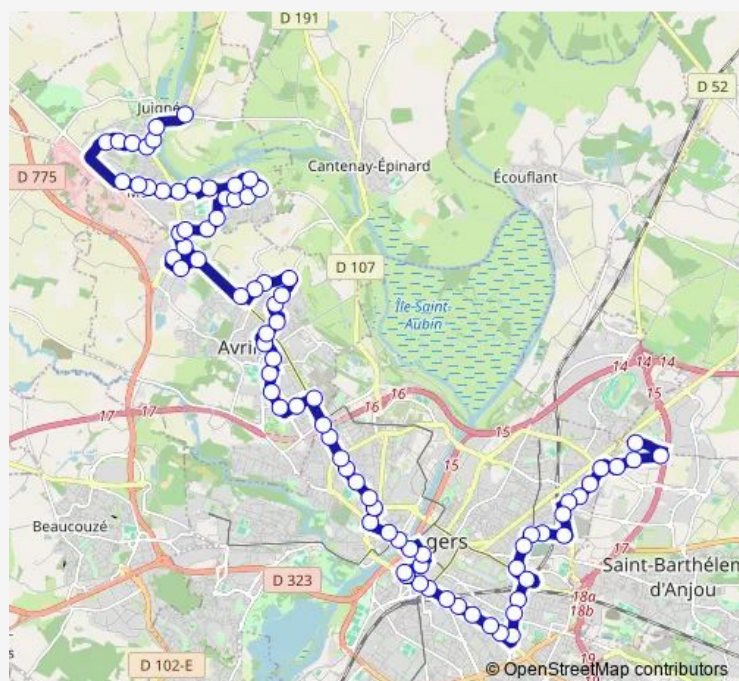 D 191
D 52
Juigné
D 775
Cantenay-Épinard
Écouflant
D 107
Île-Saint-
Aubin
14
14
14
16
16
15
15
17
17
15
Beaucouzé
gers
17
Saint-Barthélem
d'Anjou
D 323
18a
18b
D 102-E
19
© OpenStreetMap contributors